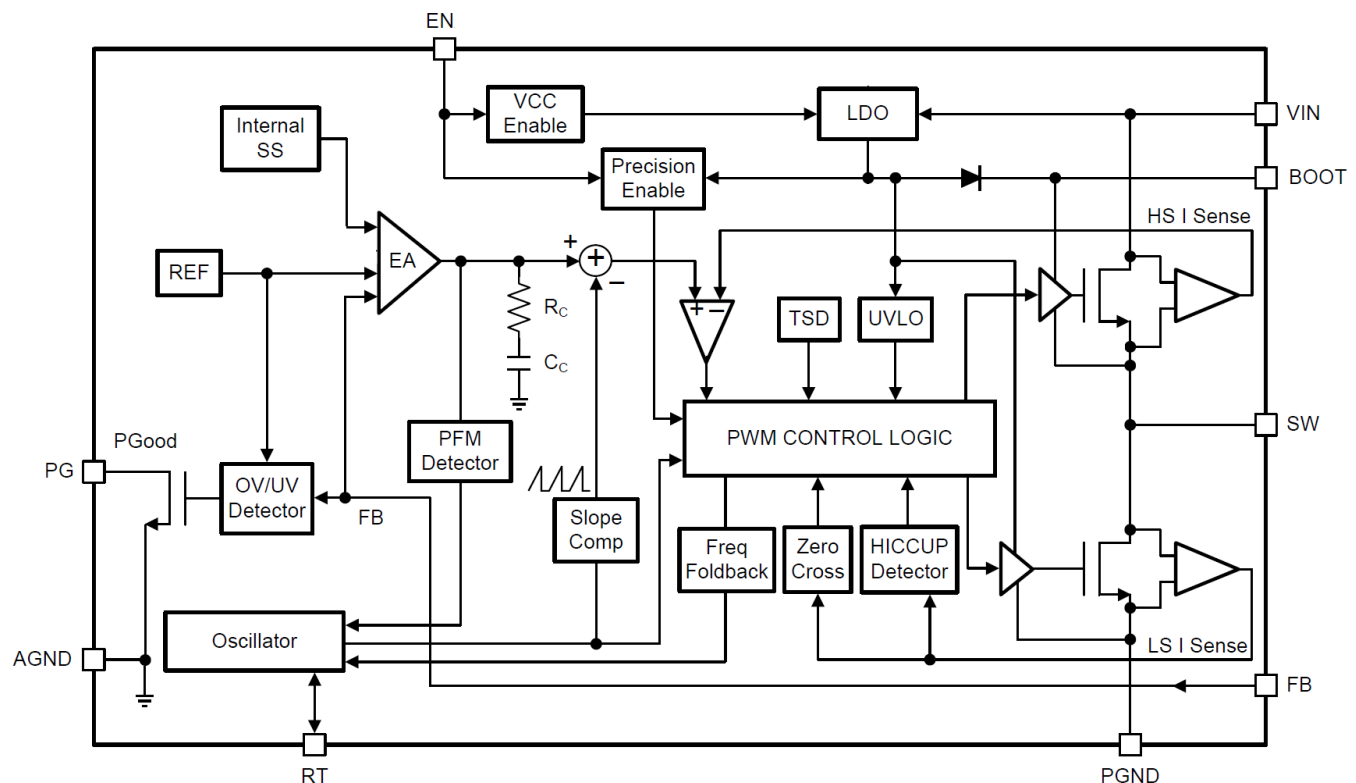 EN
VCC
Enable
LDO
VIN
Internal
SS
Precision
Enable
BOOT
HS I Sense
EA
+
+
−
REF
R_C
C_C
+ −
TSD
UVLO
PWM CONTROL LOGIC
SW
PGood
PG
OV/UV
Detector
FB
PFM
Detector
Slope
Comp
Freq
Foldback
Zero
Cross
HICCUP
Detector
Oscillator
LS I Sense
AGND
FB
RT
PGND